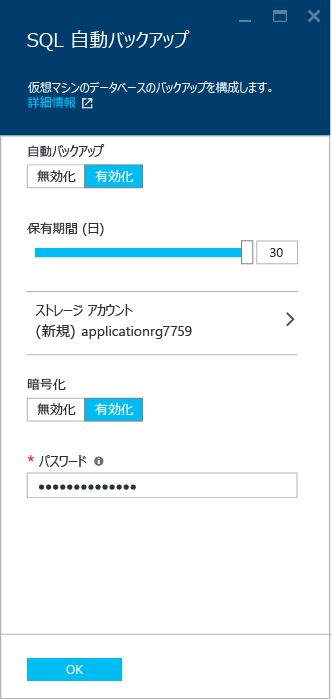 SQL 自動バックアップ
仮想マシンのデータベースのバックアップを構成します。
詳細情報
自動バックアップ
無効化 有効化
保有期間 (日)
30
ストレージ アカウント
(新規) applicationrg7759
暗号化
無効化 有効化
* パスワード
••••••••••••••
OK